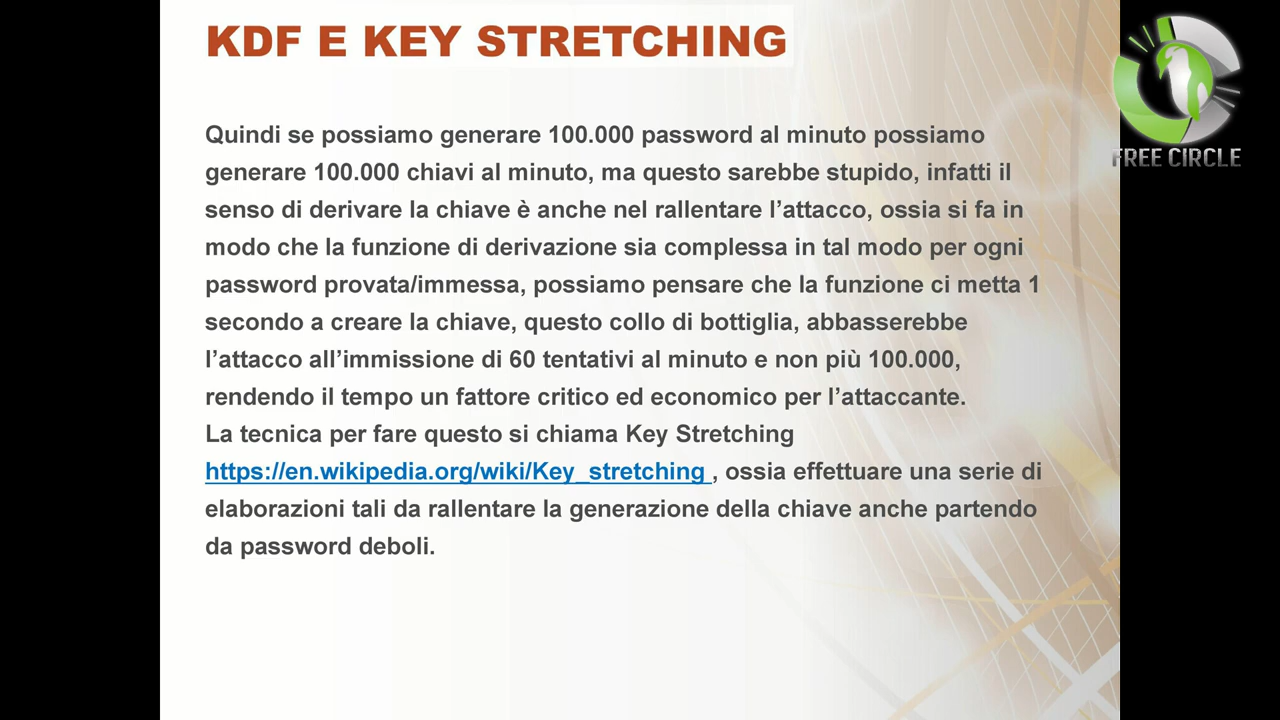 KDF E KEY STRETCHING
FREE CIRCLE
Quindi se possiamo generare 100.000 password al minuto possiamo
generare 100.000 chiavi al minuto, ma questo sarebbe stupido, infatti il
senso di derivare la chiave è anche nel rallentare l’attacco, ossia si fa in
modo che la funzione di derivazione sia complessa in tal modo per ogni
password provata/immessa, possiamo pensare che la funzione ci metta 1
secondo a creare la chiave, questo collo di bottiglia, abbasserebbe
l’attacco all’immissione di 60 tentativi al minuto e non più 100.000,
rendendo il tempo un fattore critico ed economico per l’attaccante.
La tecnica per fare questo si chiama Key Stretching
https://en.wikipedia.org/wiki/Key_stretching , ossia effettuare una serie di
elaborazioni tali da rallentare la generazione della chiave anche partendo
da password deboli.